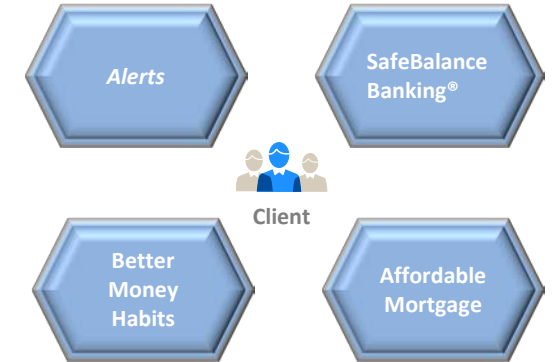 Alerts
SafeBalance
Banking®
Client
Better
Money
Habits
Affordable
Mortgage